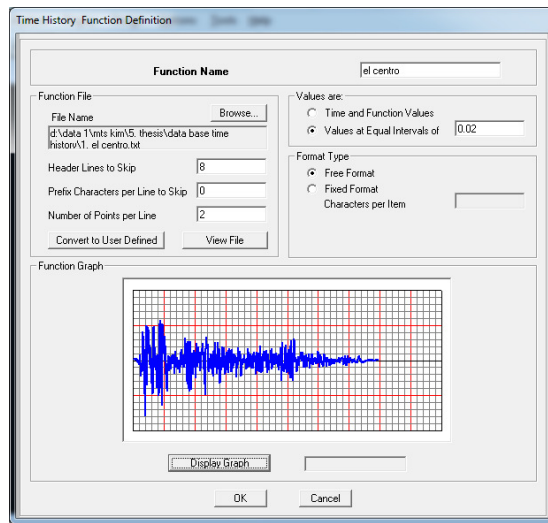 Time History Function Definition
Function Name
el centro
Function File
File Name
Browse...
d:\data 1\mts kim\5. thesis\data base time
history\1. el centro.txt
Header Lines to Skip
8
Prefix Characters per Line to Skip
0
Number of Points per Line
2
Convert to User Defined
View File
Values are:
Time and Function Values
Values at Equal Intervals of
0.02
Format Type
Free Format
Fixed Format
Characters per Item
Function Graph
Display Graph
OK
Cancel